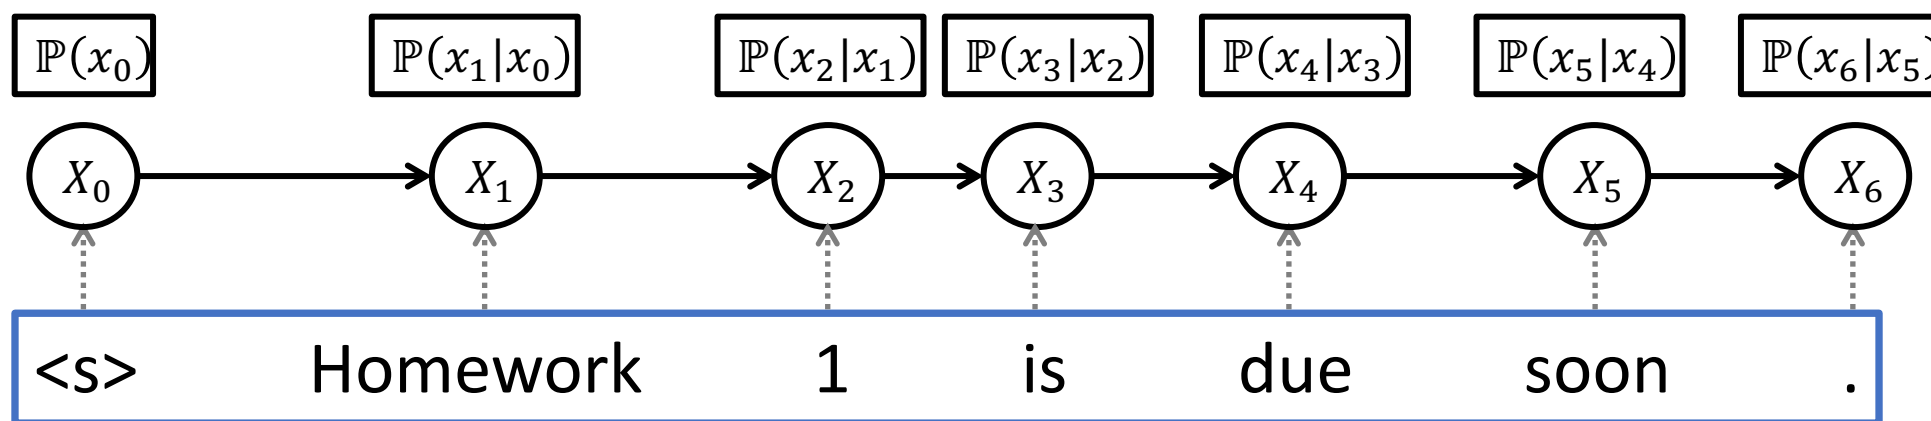 ℙ(x₀) ℙ(x₁|x₀) ℙ(x₂|x₁) ℙ(x₃|x₂) ℙ(x₄|x₃) ℙ(x₅|x₄) ℙ(x₆|x₅)
X₀ X₁ X₂ X₃ X₄ X₅ X₆
<s> Homework 1 is due soon .